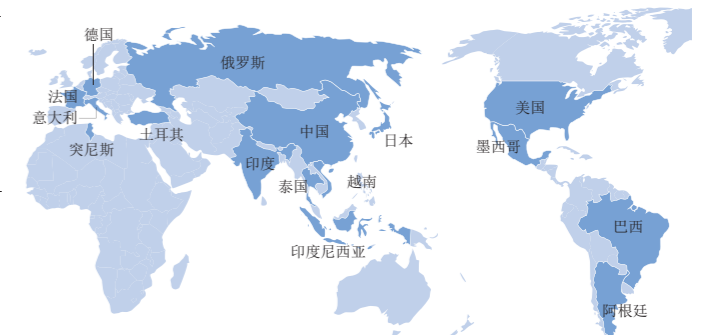 德国
俄罗斯
法国
美国
意大利
中国
土耳其
日本
墨西哥
突尼斯
印度
泰国
越南
巴西
印度尼西亚
阿根廷